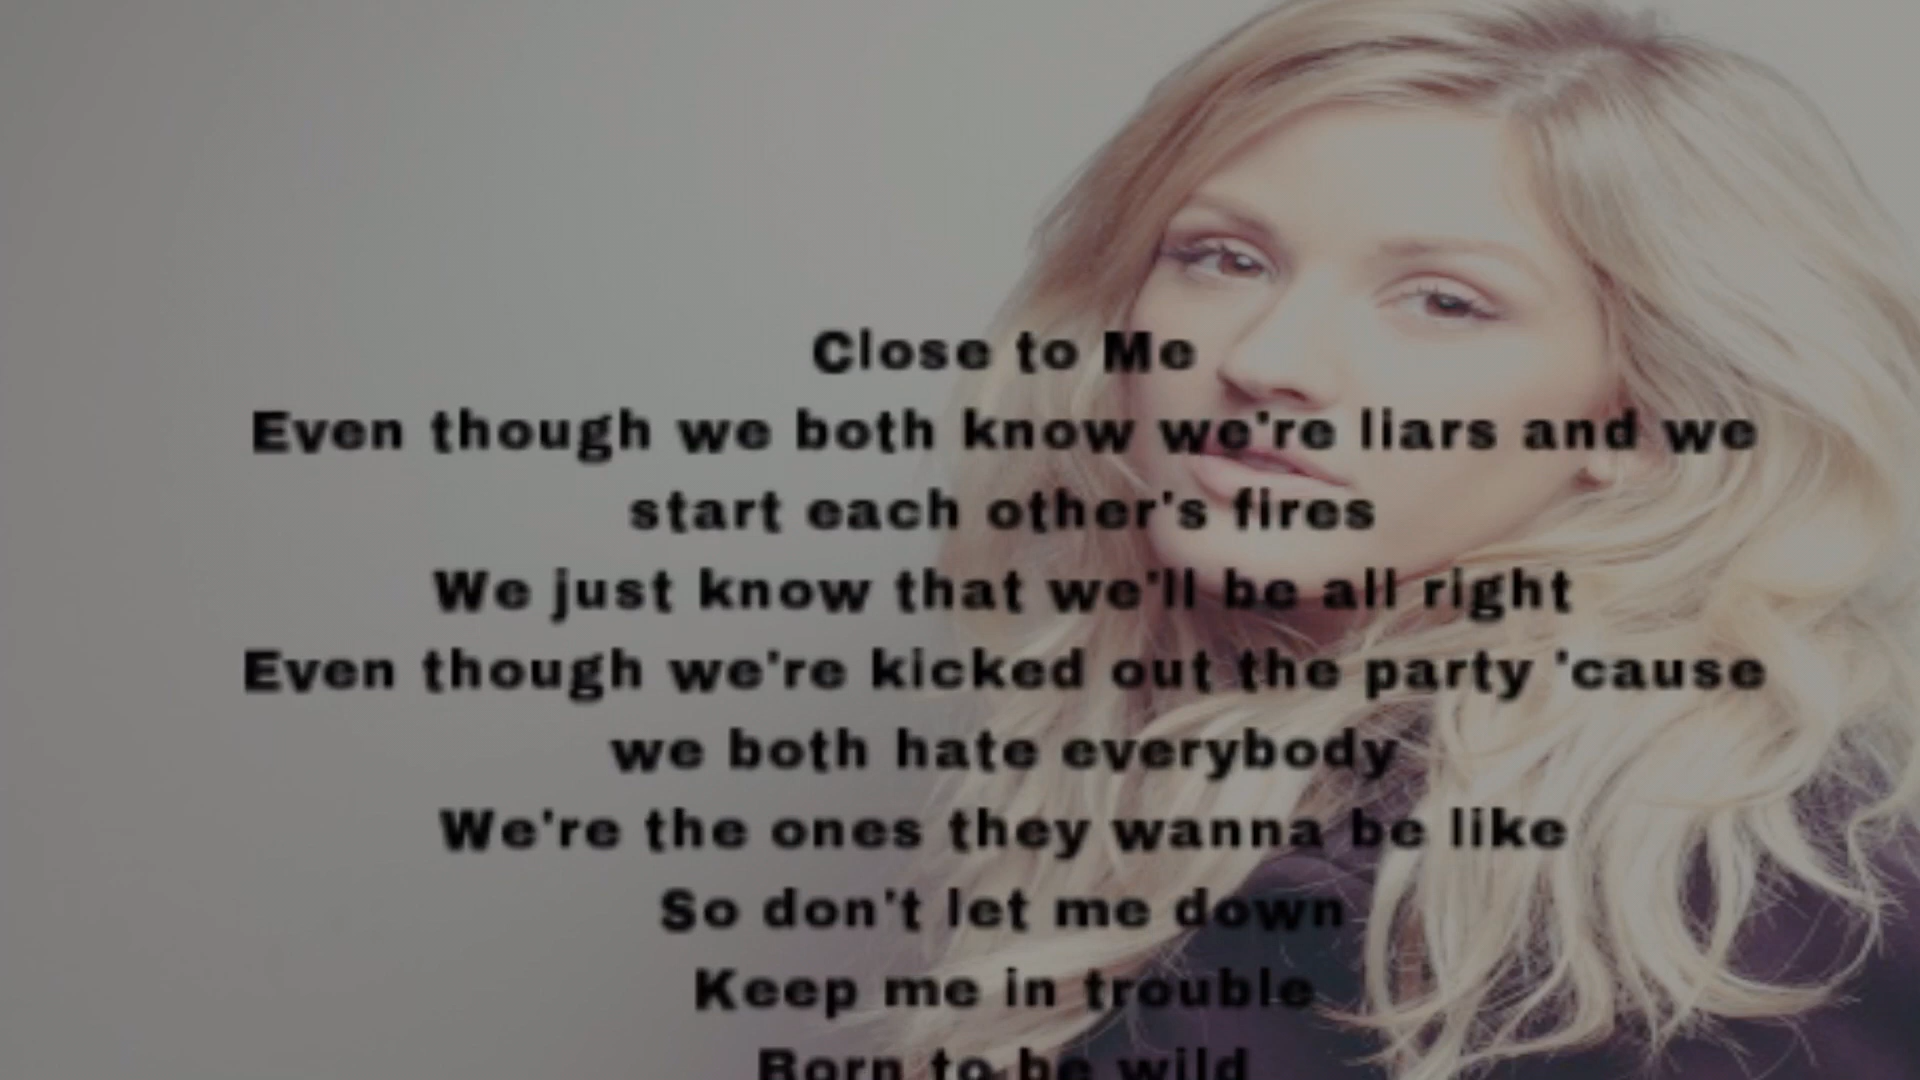 Close to Me
Even though we both know we're liars and we
start each other's fires
We just know that we'll be all right
Even though we're kicked out the party 'cause
we both hate everybody
We're the ones they wanna be like
So don't let me down
Keep me in trouble
Born to be wild